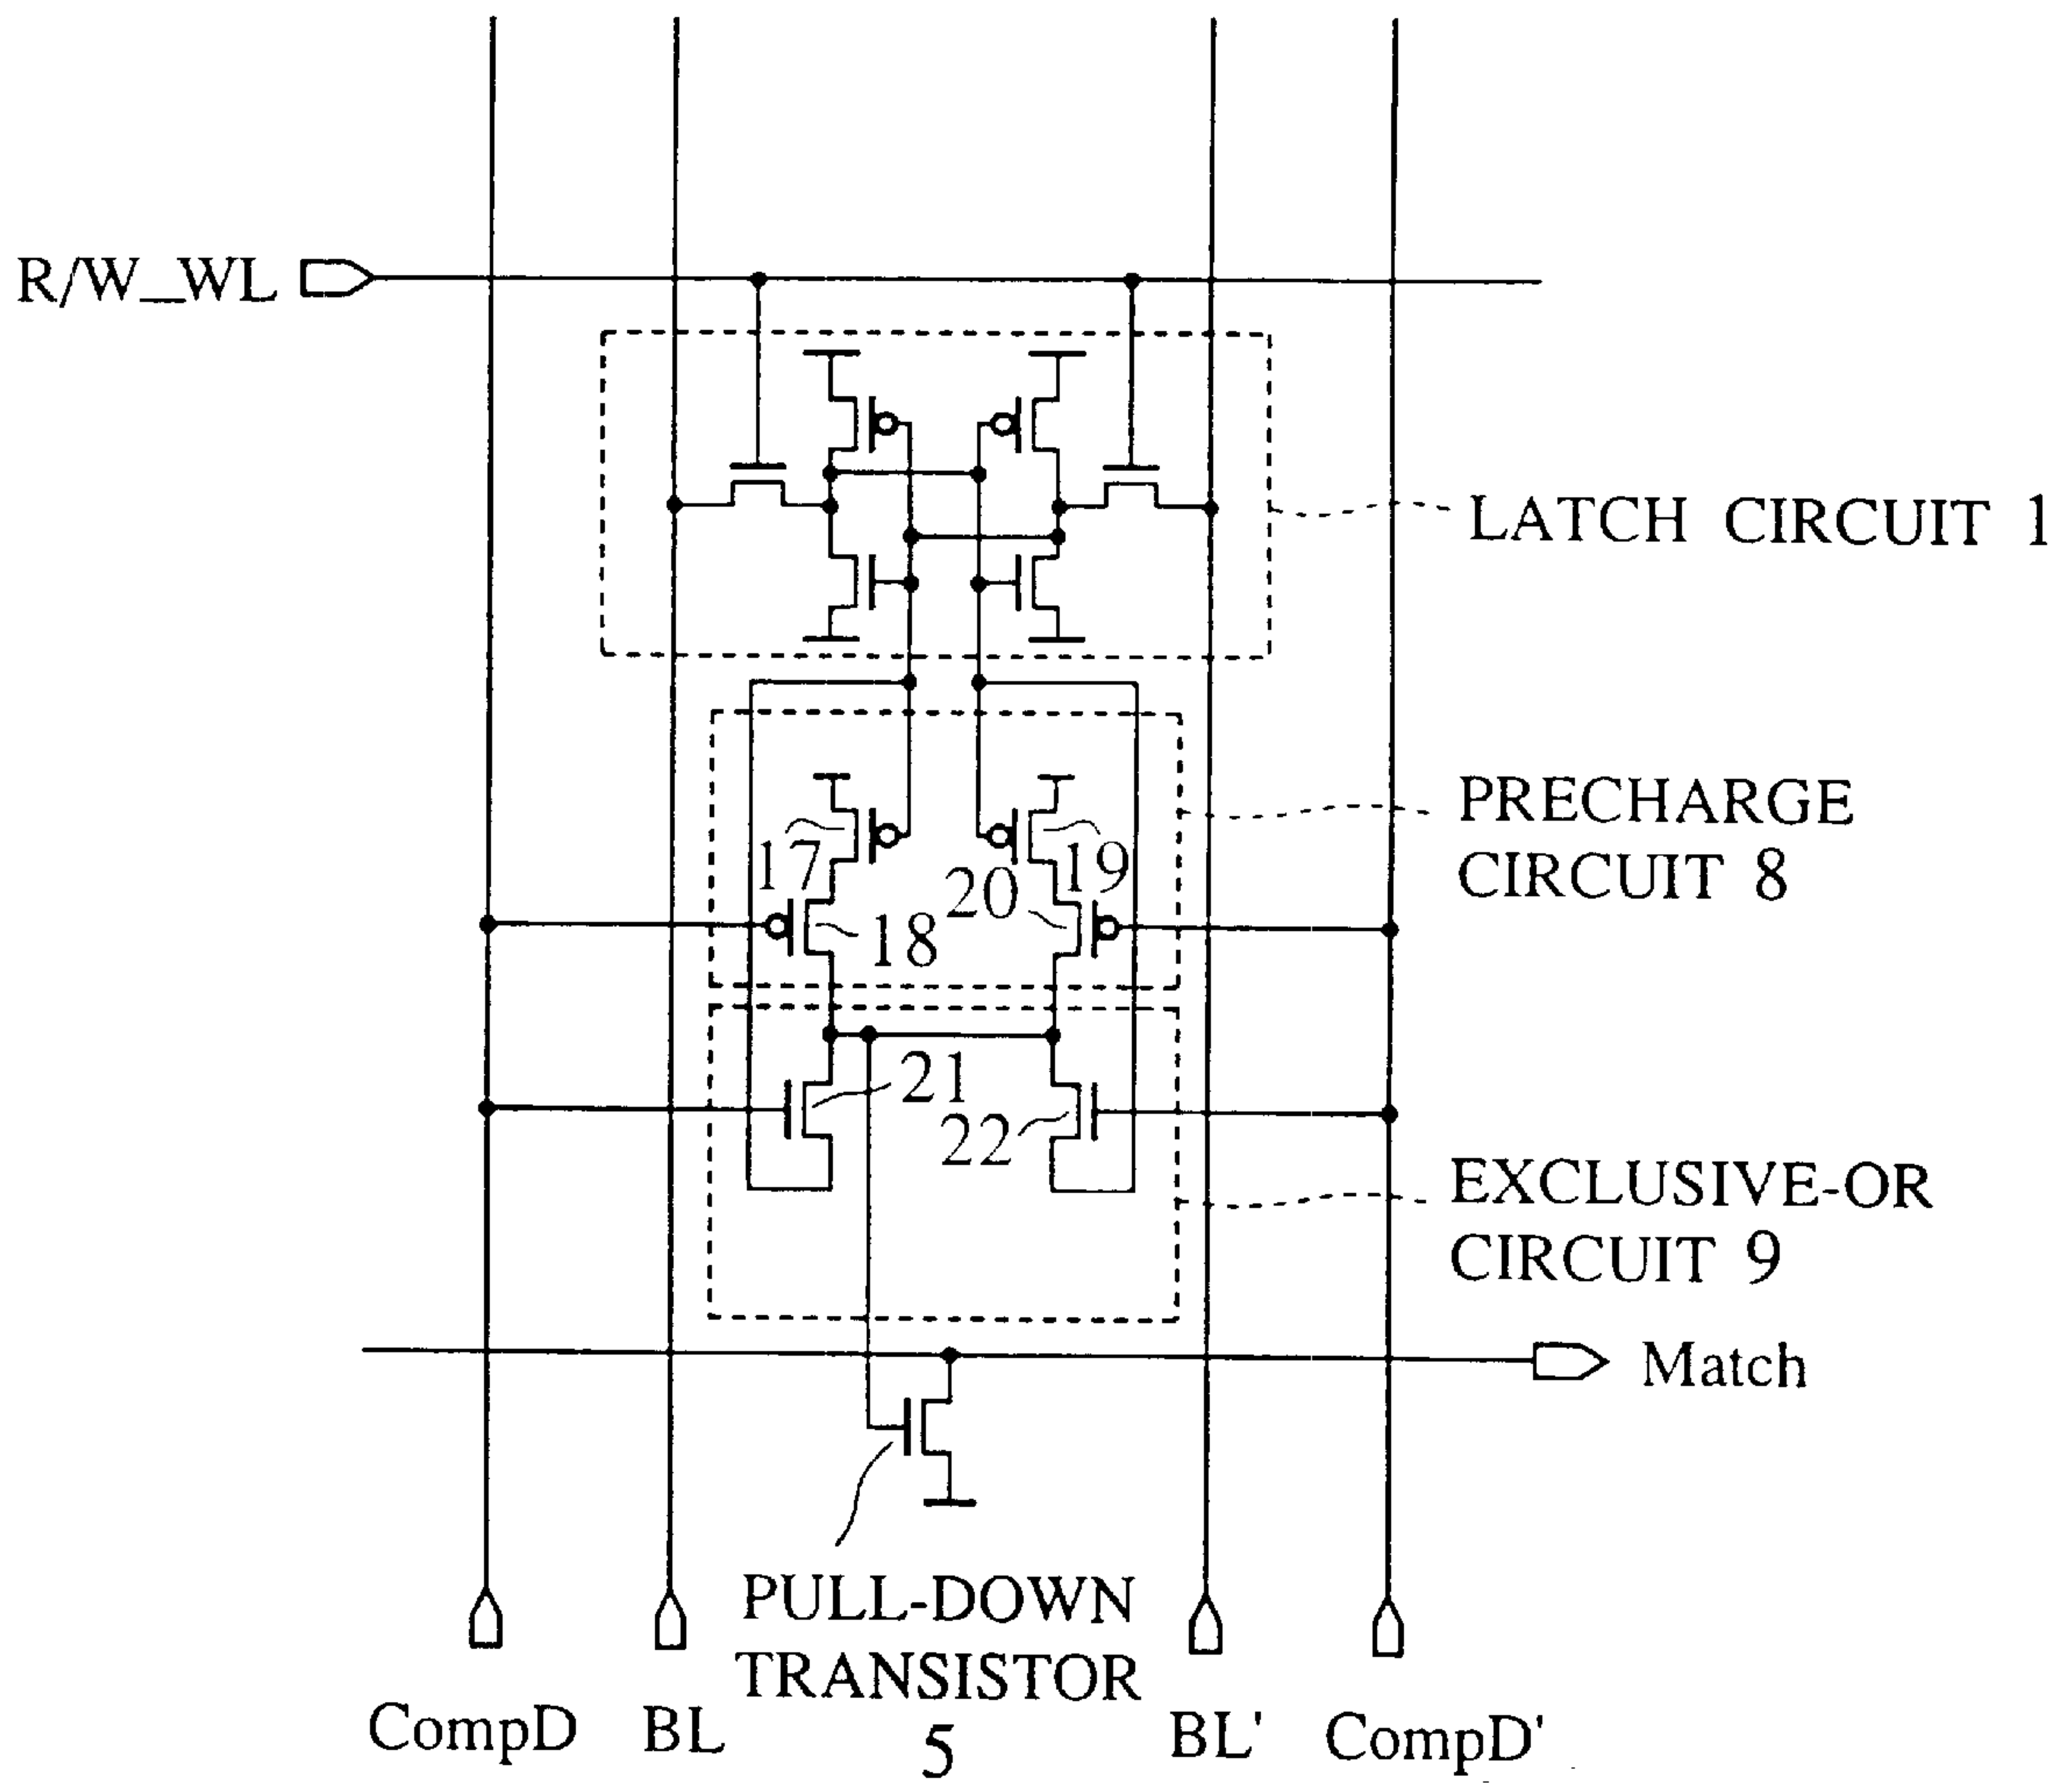 R/W_WL
LATCH CIRCUIT 1
PRECHARGE
CIRCUIT 8
17
19
20
18
21
22
EXCLUSIVE-OR
CIRCUIT 9
Match
PULL-DOWN
TRANSISTOR
5
CompD
BL
BL'
CompD'